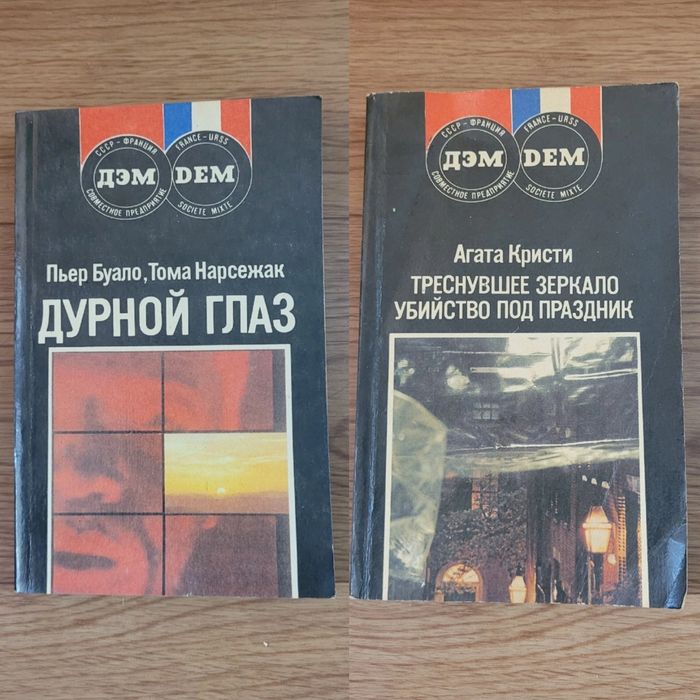 СССР - ФРАНЦИЯ
ДЭМ
СОВМЕСТНОЕ ПРЕДПРИЯТИЕ
FRANCE - URSS
DEM
SOCIETE MIXTE
Пьер Буало, Тома Нарсежак
ДУРНОЙ ГЛАЗ
СССР - ФРАНЦИЯ
ДЭМ
СОВМЕСТНОЕ ПРЕДПРИЯТИЕ
FRANCE - URSS
DEM
SOCIETE MIXTE
Агата Кристи
ТРЕСНУВШЕЕ ЗЕРКАЛО
УБИЙСТВО ПОД ПРАЗДНИК